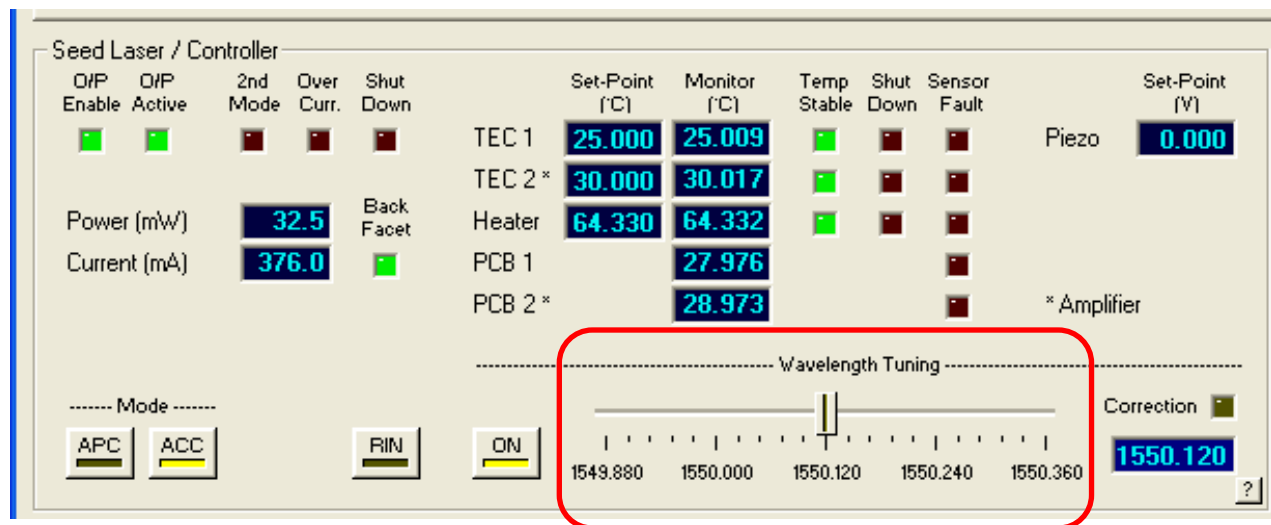 Seed Laser / Controller
O/P Enable O/P Active 2nd Mode Over Curr. Shut Down Set-Point (°C) Monitor (°C) Temp Stable Shut Down Sensor Fault Set-Point (V)
TEC 1 25.000 25.009 Piezo 0.000
TEC 2 * 30.000 30.017
Power (mW) 32.5 Back Facet Heater 64.330 64.332
Current (mA) 376.0 PCB 1 27.976
PCB 2 * 28.973 * Amplifier
Wavelength Tuning
Mode Correction
APC ACC RIN ON 1550.120
1549.880 1550.000 1550.120 1550.240 1550.360 ?